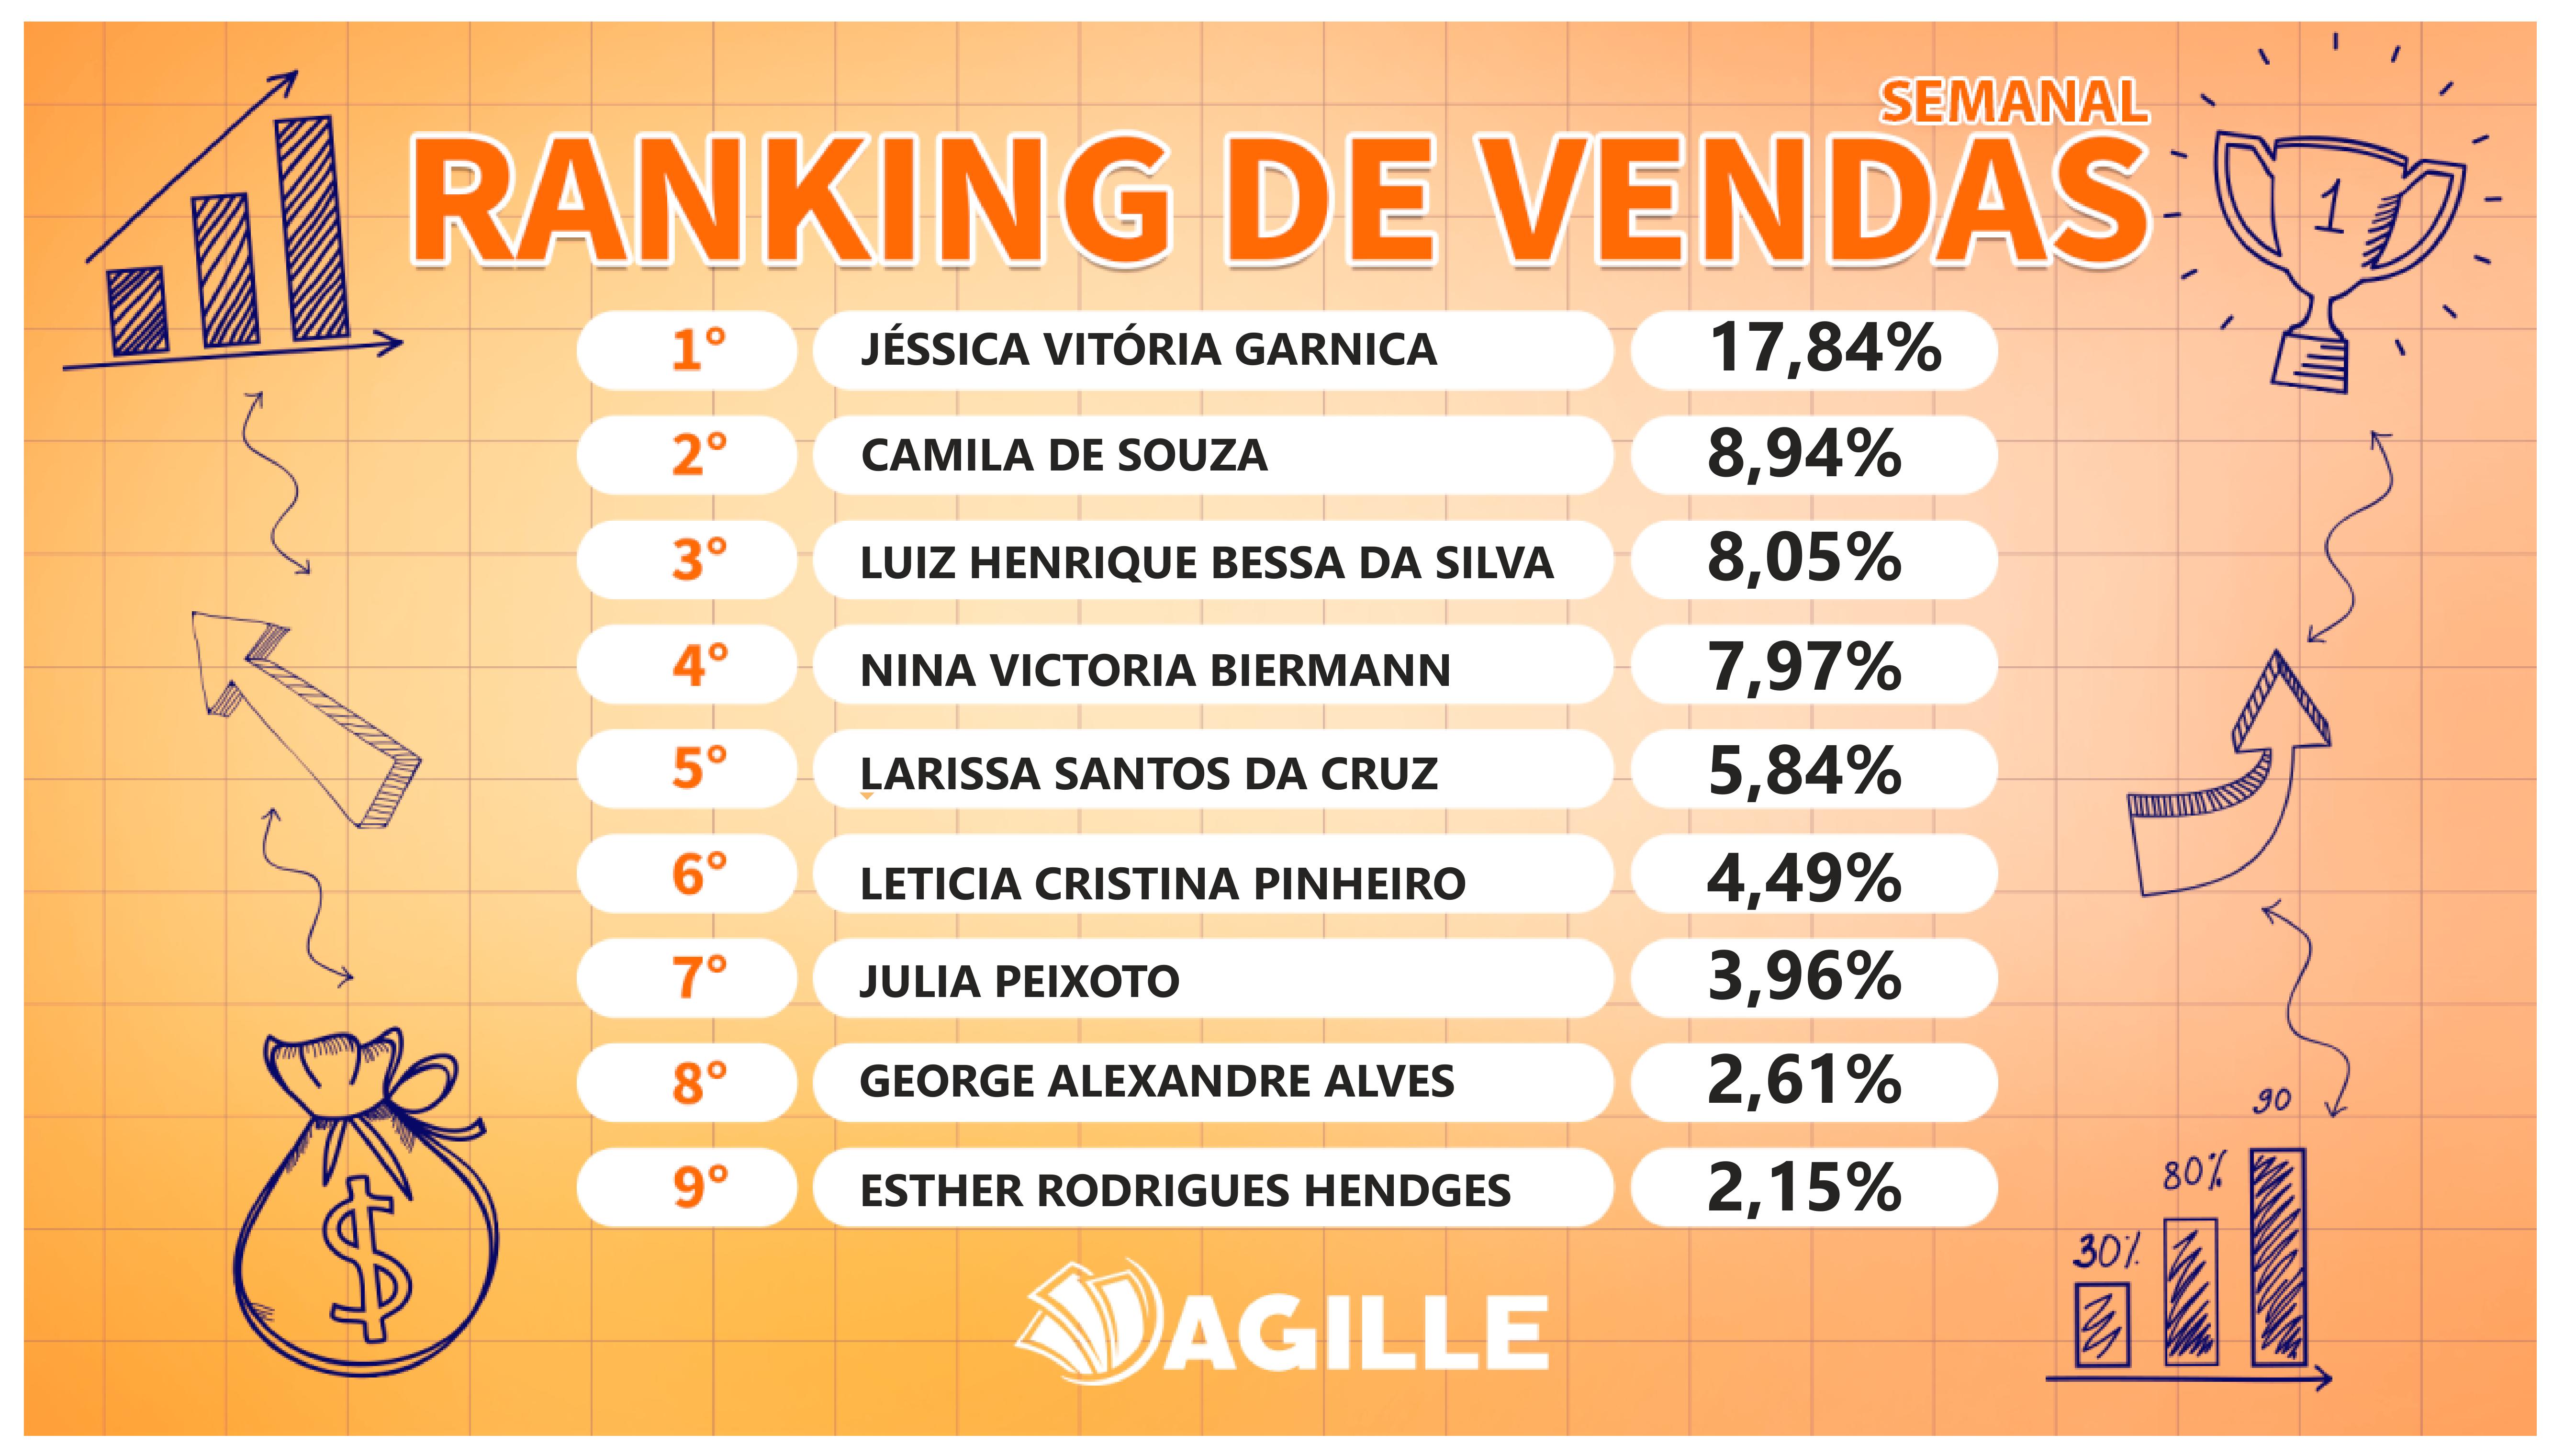 SEMANAL
RANKING DE VENDAS
1
1° JÉSSICA VITÓRIA GARNICA 17,84%
2° CAMILA DE SOUZA 8,94%
3° LUIZ HENRIQUE BESSA DA SILVA 8,05%
4° NINA VICTORIA BIERMANN 7,97%
5° LARISSA SANTOS DA CRUZ 5,84%
6° LETICIA CRISTINA PINHEIRO 4,49%
7° JULIA PEIXOTO 3,96%
8° GEORGE ALEXANDRE ALVES 2,61%
9° ESTHER RODRIGUES HENDGES 2,15%
$
90
80%
30%
AGILLE